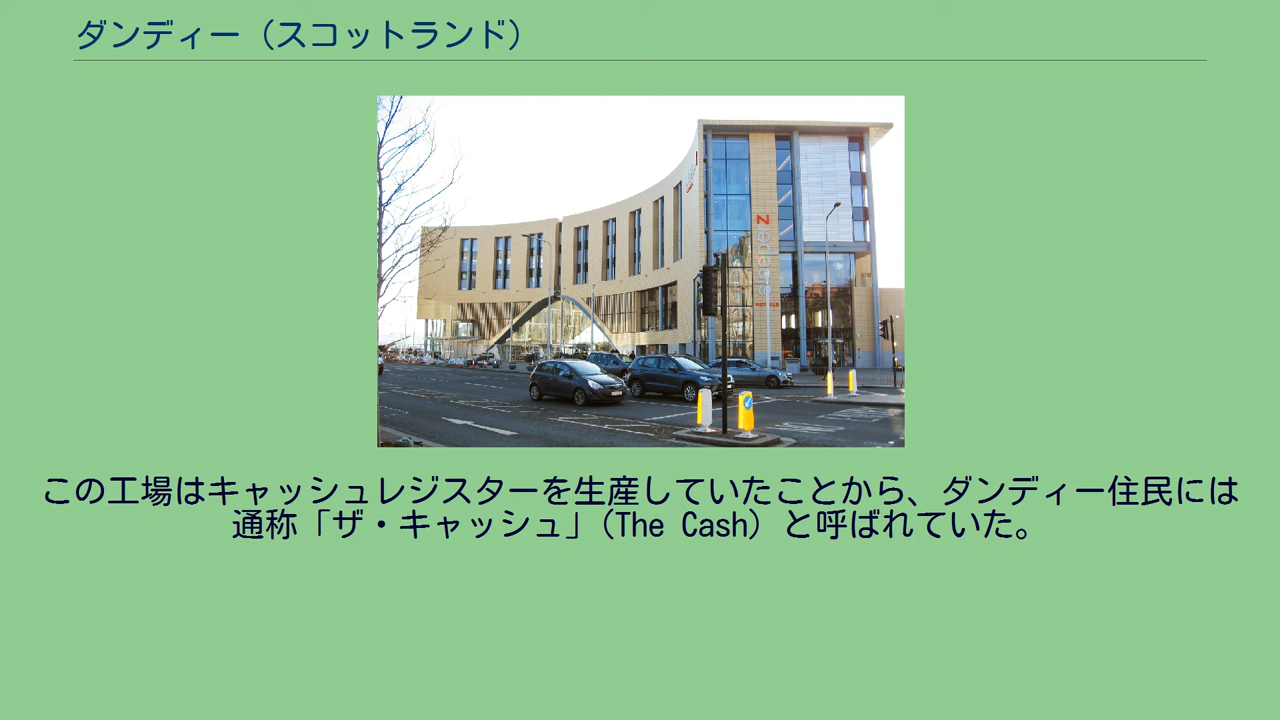 ダンディー（スコットランド）
この工場はキャッシュレジスターを生産していたことから、ダンディー住民には
通称「ザ・キャッシュ」（The Cash）と呼ばれていた。